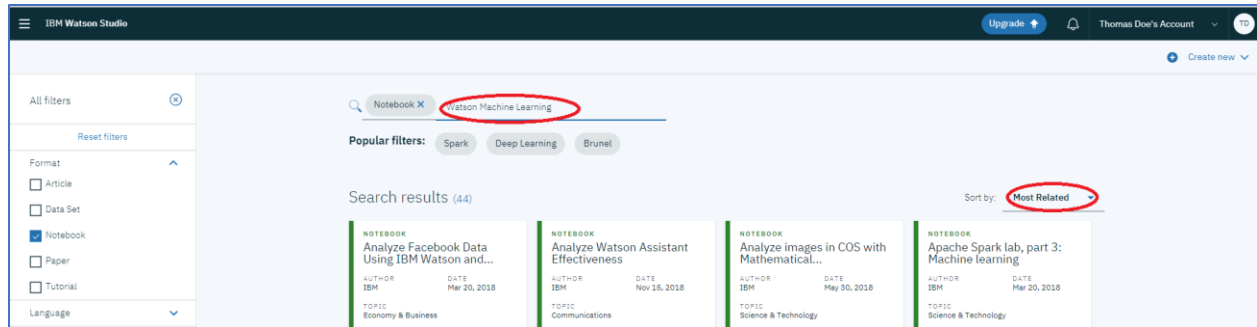 IBM Watson Studio
Upgrade
Thomas Doe's Account
TD
Create new
All filters
Reset filters
Format
Article
Data Set
Notebook
Paper
Tutorial
Language
Notebook X Watson Machine Learning
Popular filters: Spark Deep Learning Brunel
Search results (44)
Sort by: Most Related
NOTEBOOK
Analyze Facebook Data
Using IBM Watson and...
AUTHOR DATE
IBM Mar 20, 2018
TOPIC
Economy & Business
NOTEBOOK
Analyze Watson Assistant
Effectiveness
AUTHOR DATE
IBM Nov 15, 2018
TOPIC
Communications
NOTEBOOK
Analyze images in COS with
Mathematical...
AUTHOR DATE
IBM May 30, 2018
TOPIC
Science & Technology
NOTEBOOK
Apache Spark lab, part 3:
Machine learning
AUTHOR DATE
IBM Mar 20, 2018
TOPIC
Science & Technology